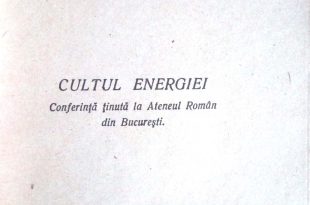 CULTUL ENERGIEI
Conferință ținută la Ateneul Român
din București.